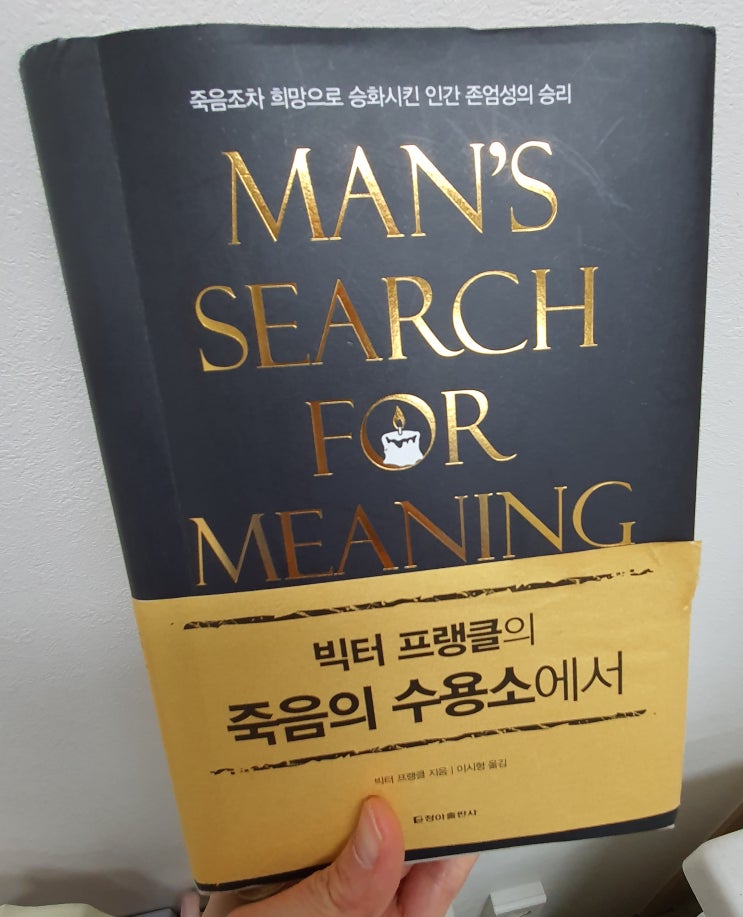 죽음조차 희망으로 승화시킨 인간 존엄성의 승리
MAN'S
SEARCH
FOR
MEANING
빅터 프랭클의
죽음의 수용소에서
빅터 프랭클 지음 | 이시형 옮김
청아출판사